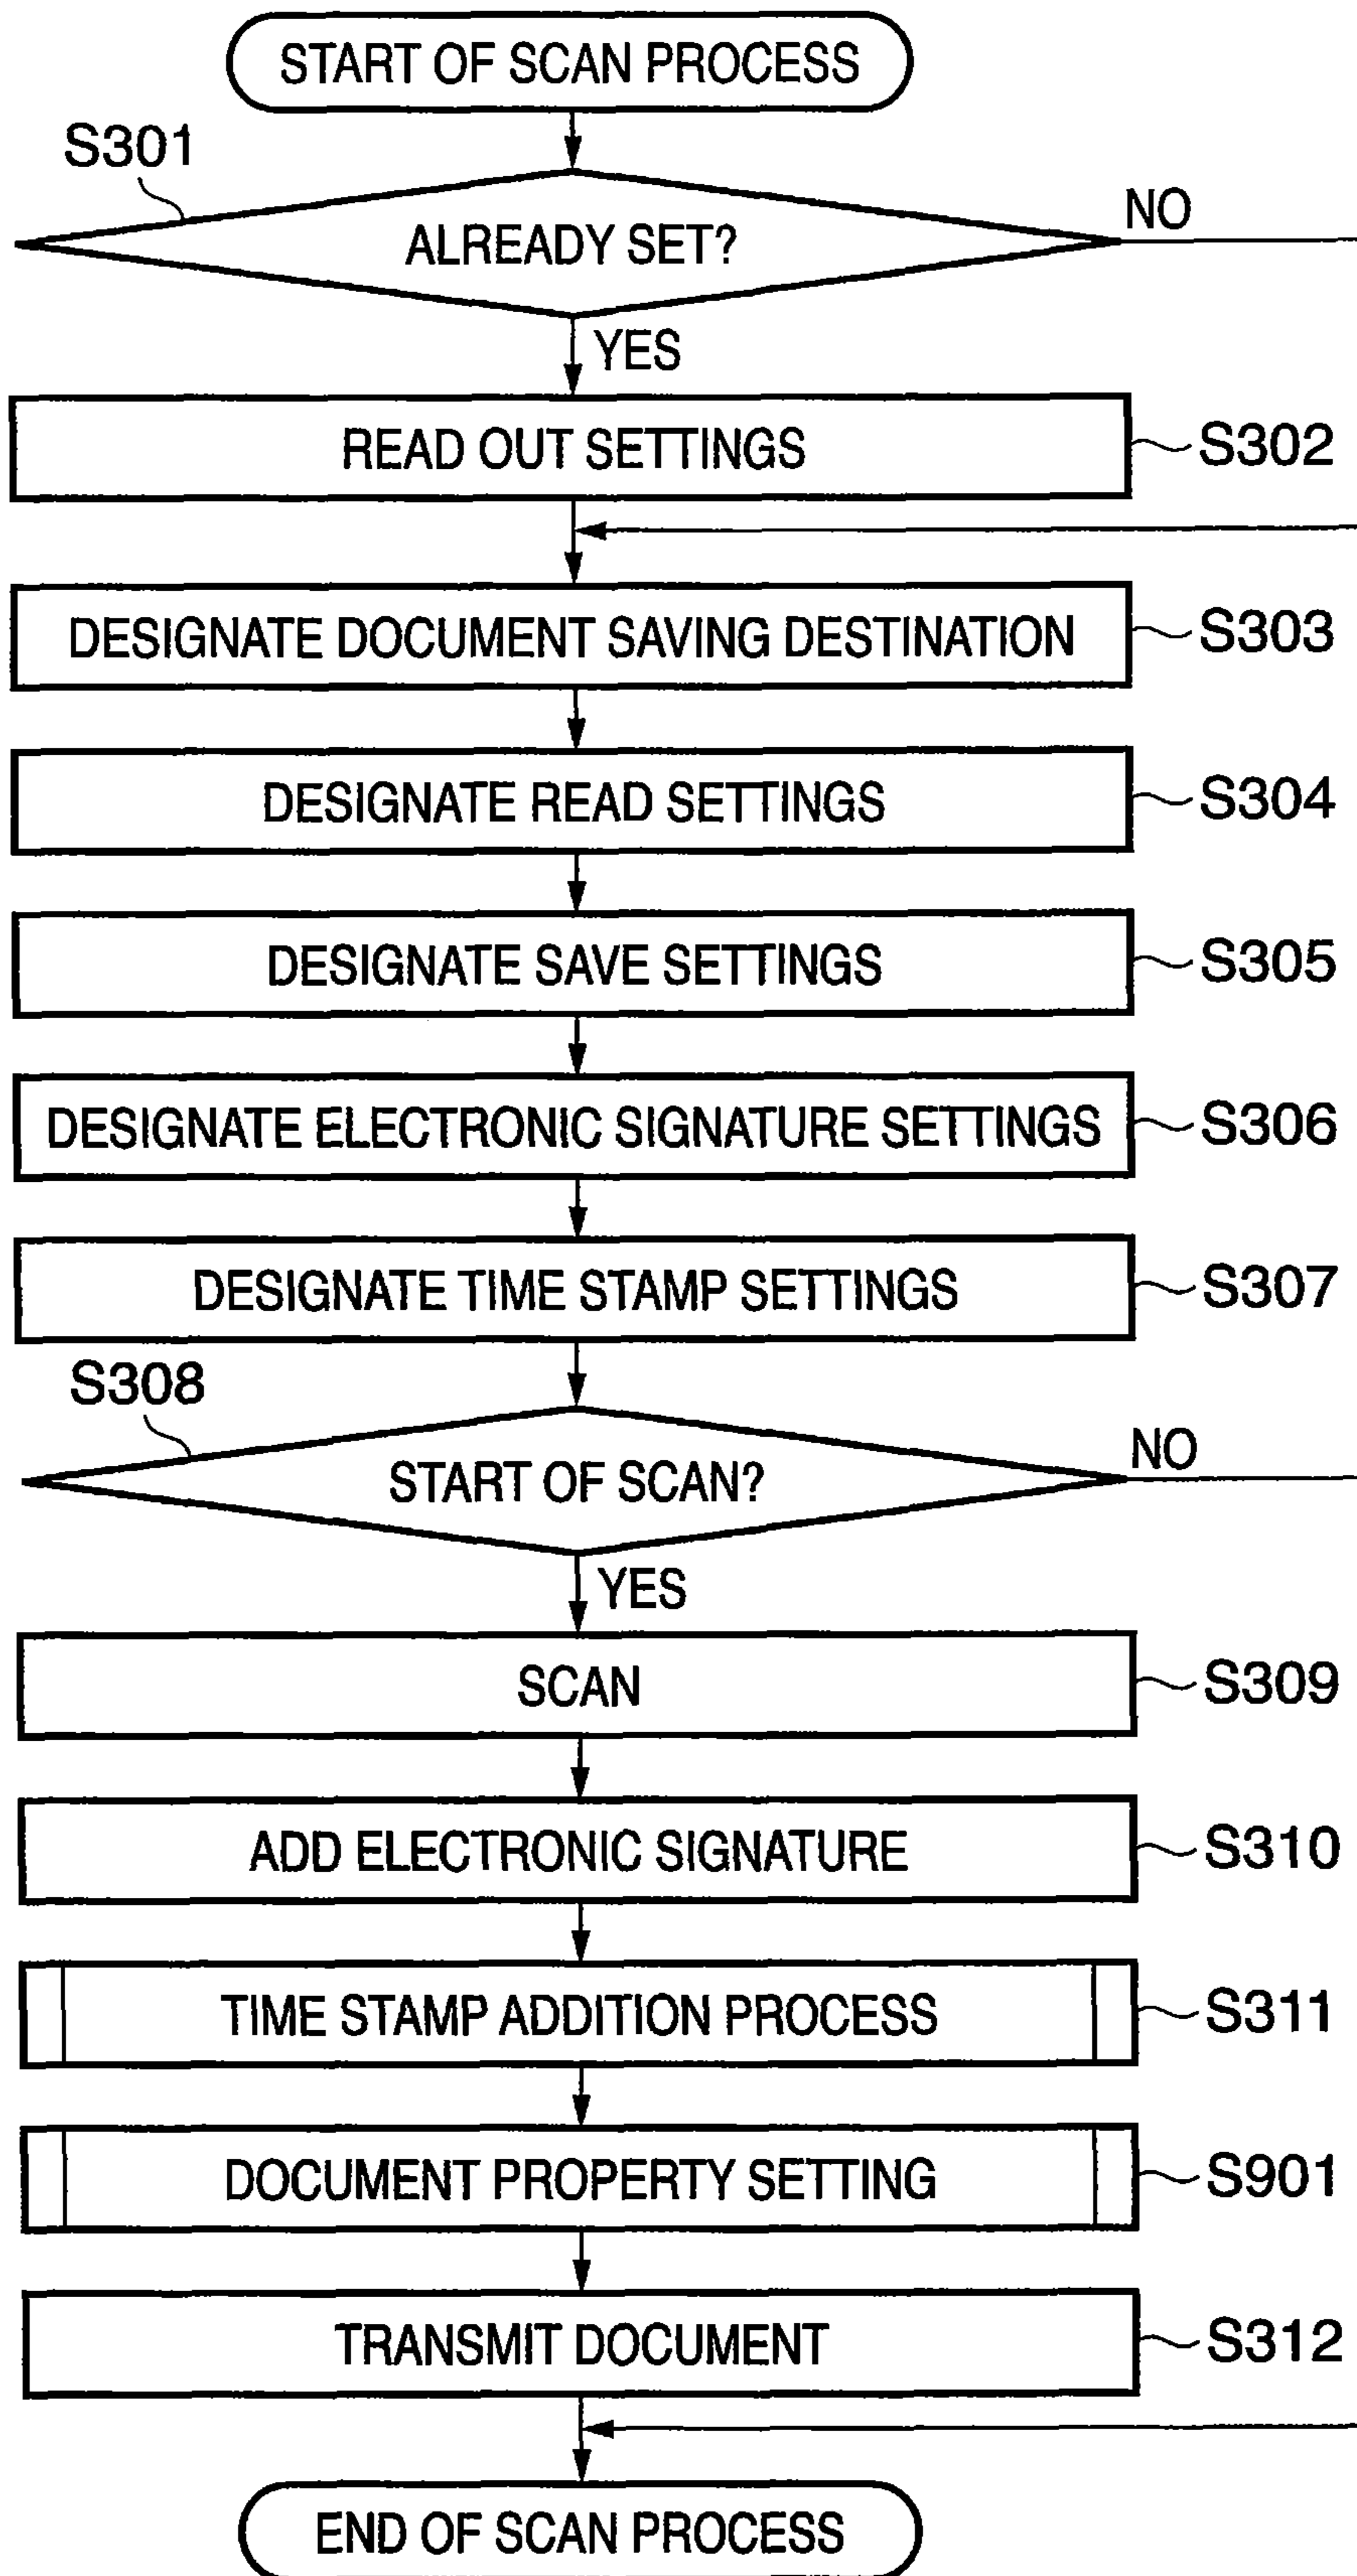 START OF SCAN PROCESS
S301
NO
ALREADY SET?
YES
READ OUT SETTINGS
S302
DESIGNATE DOCUMENT SAVING DESTINATION
S303
DESIGNATE READ SETTINGS
S304
DESIGNATE SAVE SETTINGS
S305
DESIGNATE ELECTRONIC SIGNATURE SETTINGS
S306
DESIGNATE TIME STAMP SETTINGS
S307
S308
NO
START OF SCAN?
YES
SCAN
S309
ADD ELECTRONIC SIGNATURE
S310
TIME STAMP ADDITION PROCESS
S311
DOCUMENT PROPERTY SETTING
S901
TRANSMIT DOCUMENT
S312
END OF SCAN PROCESS